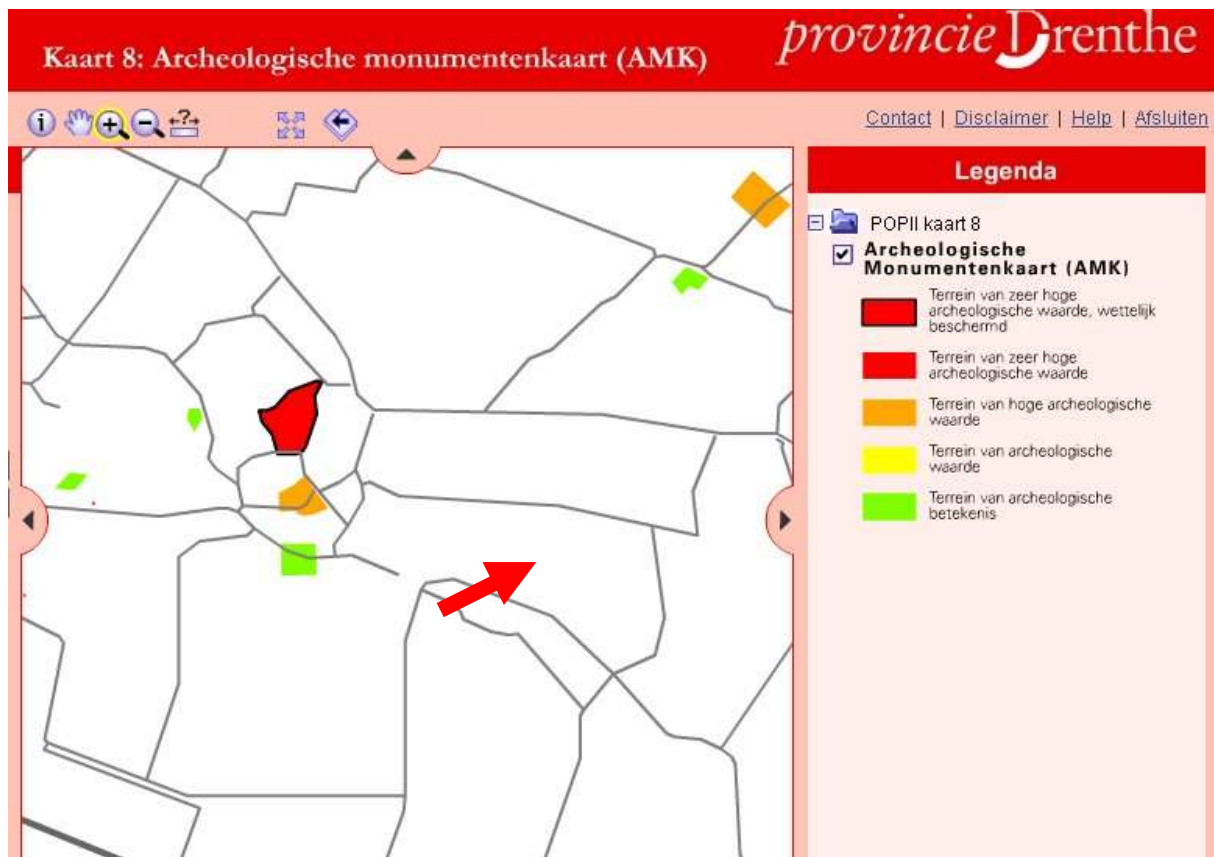 Kaart 8: Archeologische monumentenkaart (AMK)
provincie Drenthe
Contact | Disclaimer | Help | Afsluiten
Legenda
POPII kaart 8
Archeologische
Monumentenkaart (AMK)
Terrein van zeer hoge
archeologische waarde, wettelijk
beschermd
Terrein van zeer hoge
archeologische waarde
Terrein van hoge archeologische
waarde
Terrein van archeologische
waarde
Terrein van archeologische
betekenis